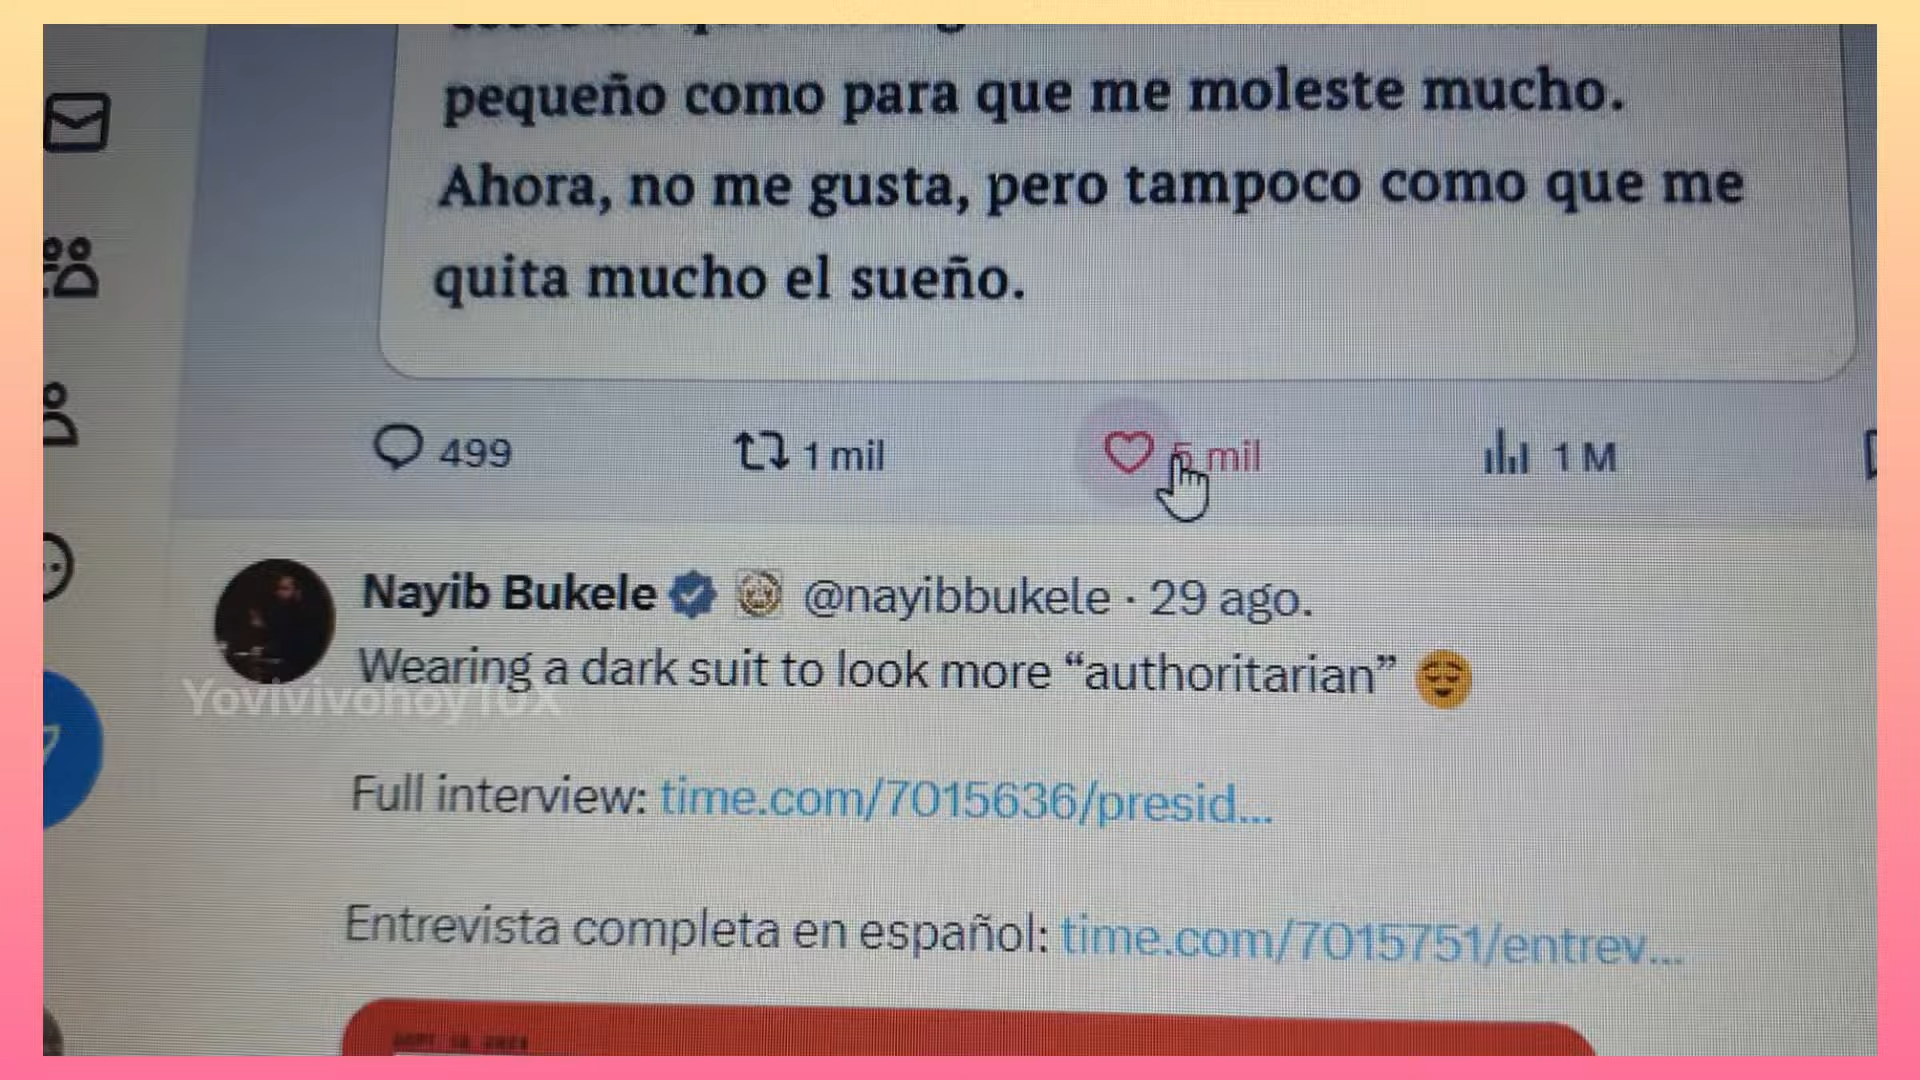 pequeño como para que me moleste mucho.
Ahora, no me gusta, pero tampoco como que me
quita mucho el sueño.
499 1 mil 5 mil 1 M
Nayib Bukele @nayibbukele · 29 ago.
Wearing a dark suit to look more “authoritarian” 😌
Yovivivohoy10X
Full interview: time.com/7015636/presid...
Entrevista completa en español: time.com/7015751/entrev...